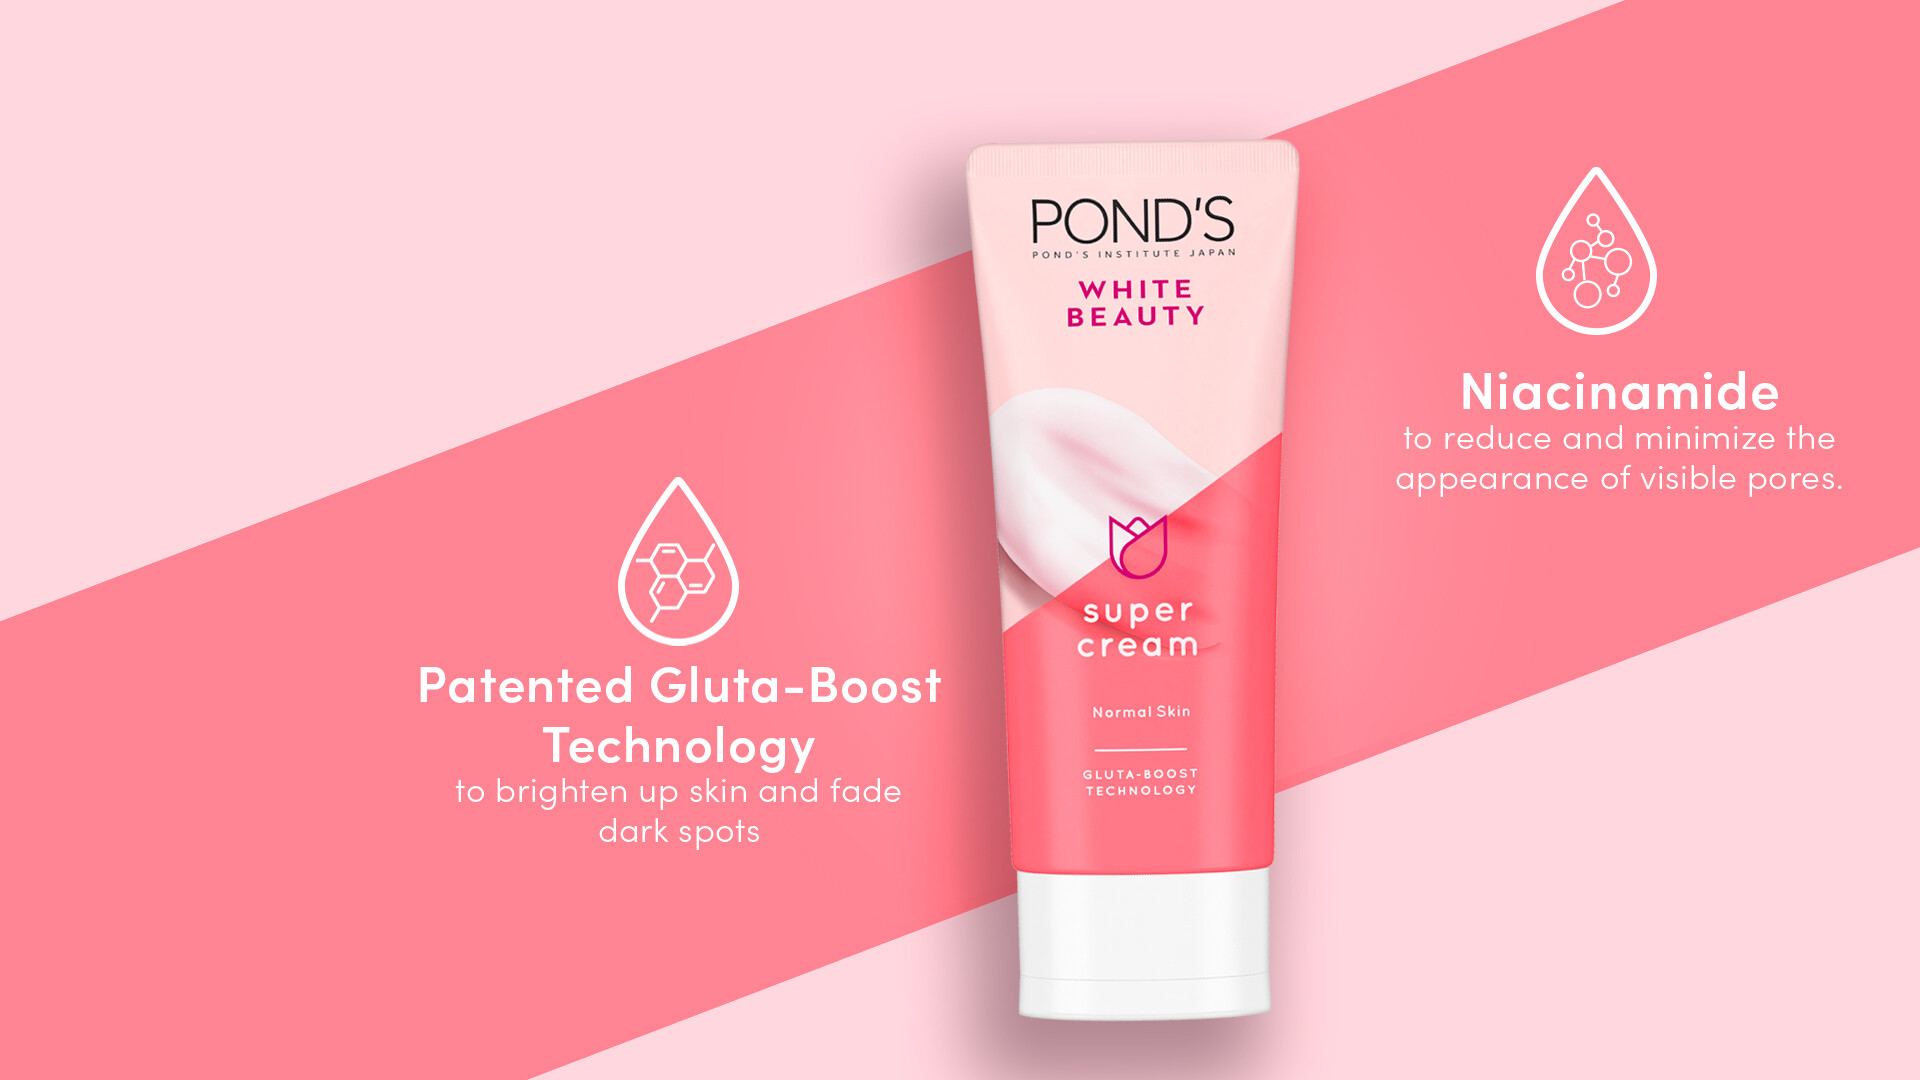 POND'S
POND'S INSTITUTE JAPAN
WHITE
BEAUTY
super
cream
Normal Skin
GLUTA-BOOST
TECHNOLOGY
Patented Gluta-Boost
Technology
to brighten up skin and fade
dark spots
Niacinamide
to reduce and minimize the
appearance of visible pores.